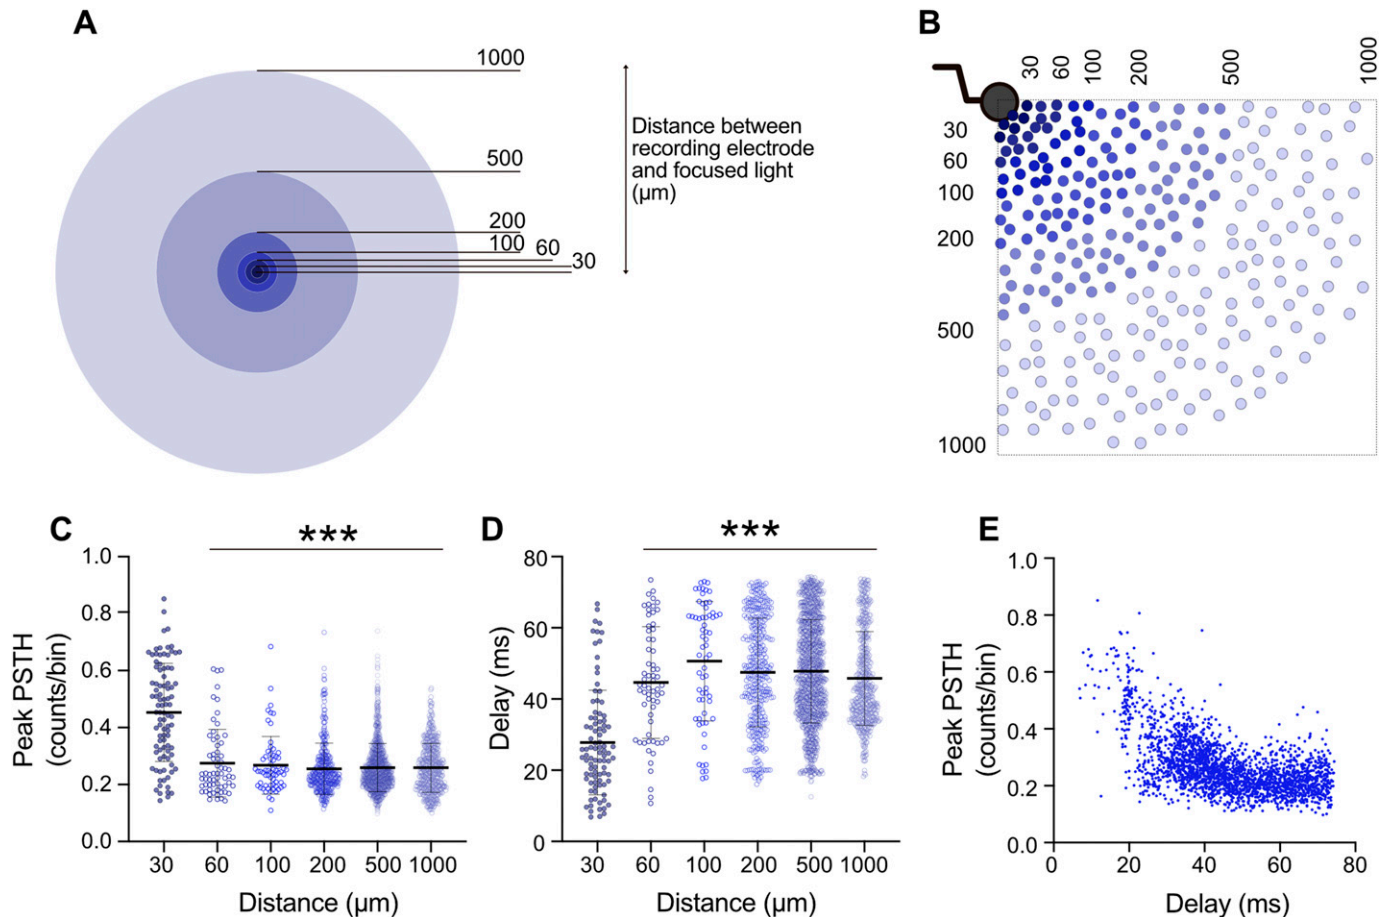 A
1000
500
200
100
60
30
Distance between
recording electrode
and focused light
(µm)
B
30
60
100
200
500
1000
30
60
100
200
500
1000
C
***
Peak PSTH
(counts/bin)
1.0
0.8
0.6
0.4
0.2
0.0
30 60 100 200 500 1000
Distance (µm)
D
***
Delay (ms)
80
60
40
20
0
30 60 100 200 500 1000
Distance (µm)
E
Peak PSTH
(counts/bin)
1.0
0.8
0.6
0.4
0.2
0.0
0 20 40 60 80
Delay (ms)